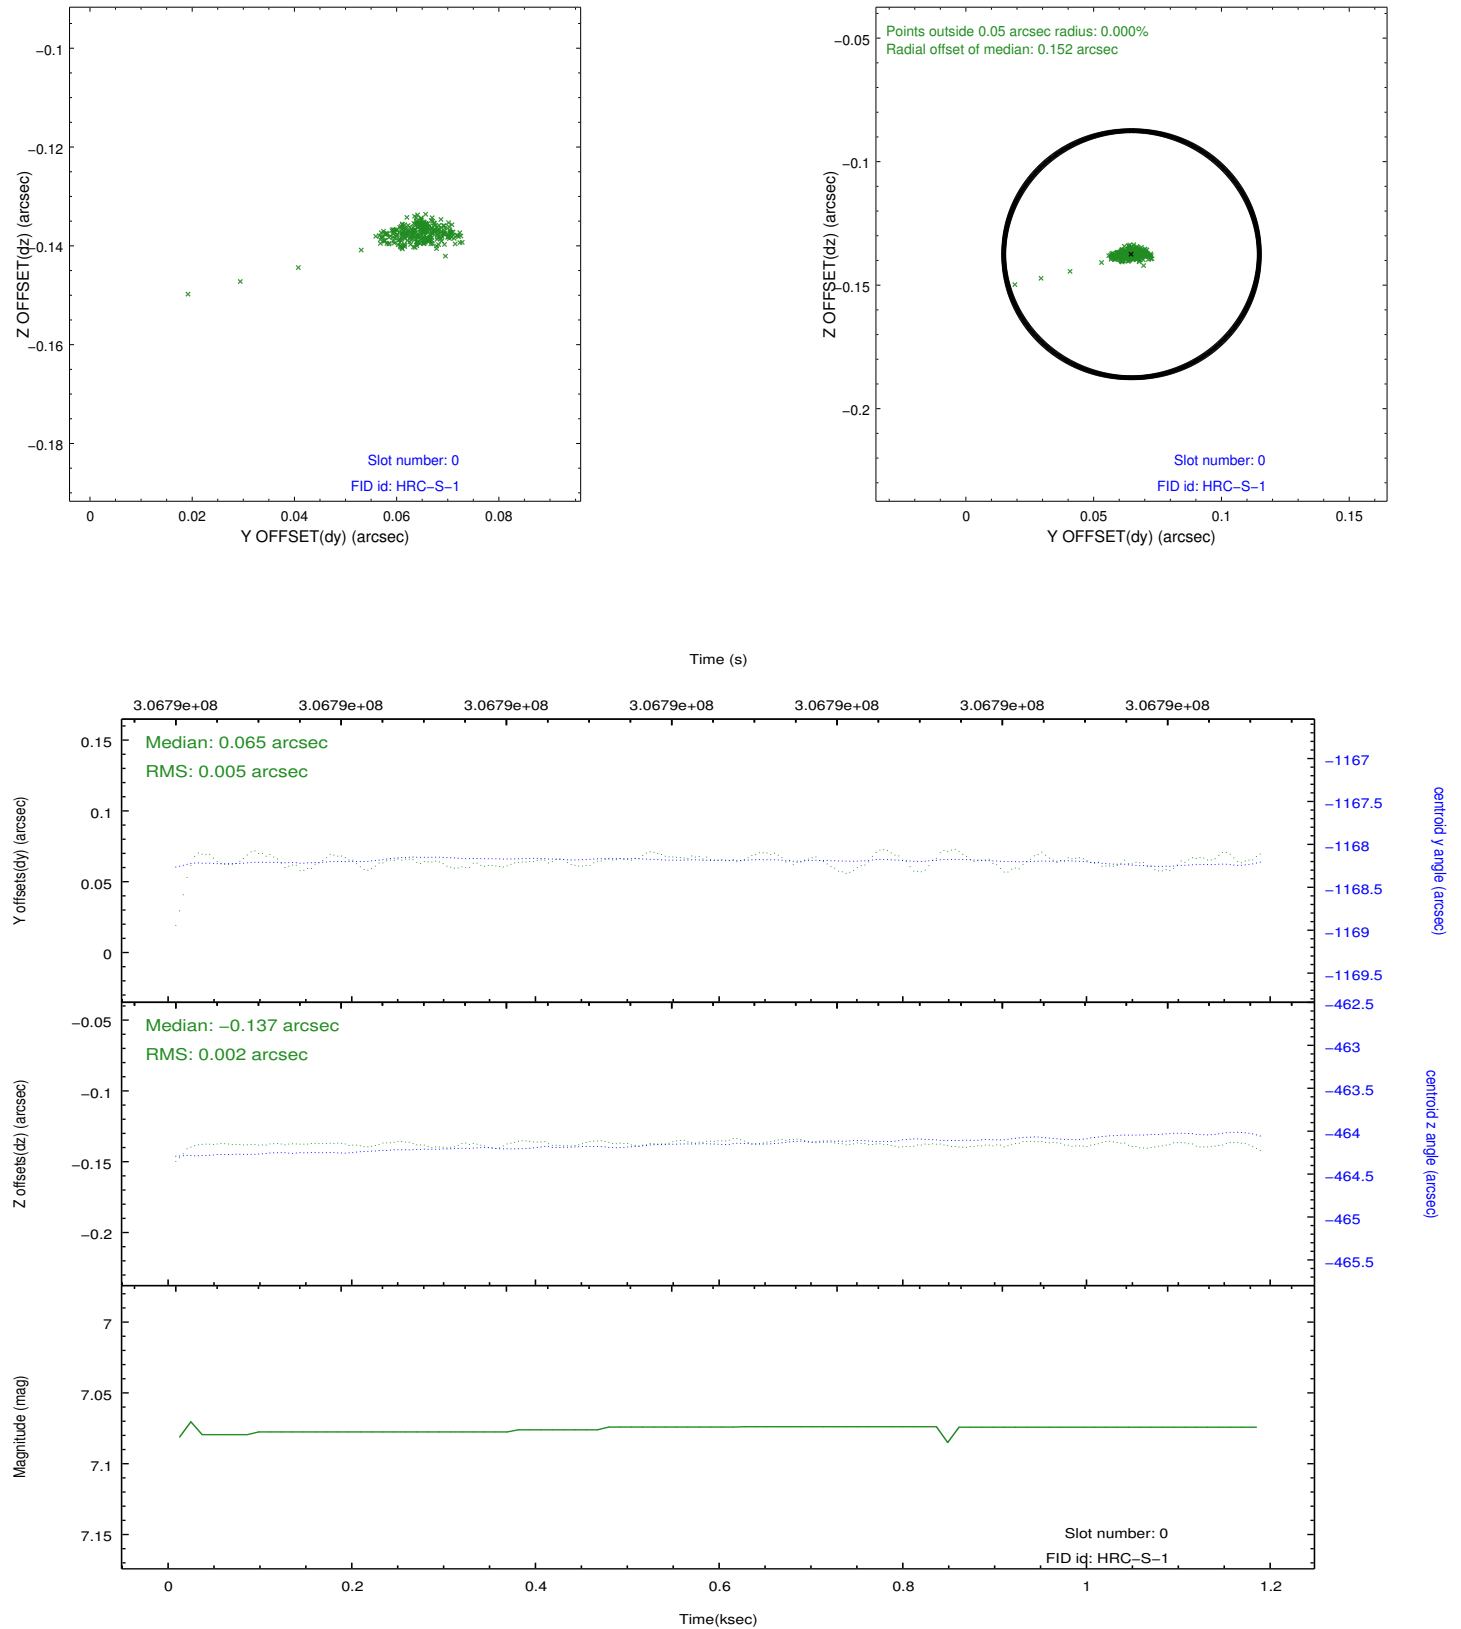 −0.1
−0.12
−0.14
−0.16
−0.18
Z OFFSET(dz) (arcsec)
Slot number: 0
FID id: HRC−S−1
0 0.02 0.04 0.06 0.08
Y OFFSET(dy) (arcsec)
Points outside 0.05 arcsec radius: 0.000%
Radial offset of median: 0.152 arcsec
−0.05
−0.1
−0.15
−0.2
Z OFFSET(dz) (arcsec)
Slot number: 0
FID id: HRC−S−1
0 0.05 0.1 0.15
Y OFFSET(dy) (arcsec)
Time (s)
3.0679e+08 3.0679e+08 3.0679e+08 3.0679e+08 3.0679e+08 3.0679e+08 3.0679e+08
Median: 0.065 arcsec
RMS: 0.005 arcsec
0.15
0.1
0.05
0
Y offsets(dy) (arcsec)
−1167
−1167.5
−1168
−1168.5
−1169
−1169.5
centroid y angle (arcsec)
Median: −0.137 arcsec
RMS: 0.002 arcsec
−0.05
−0.1
−0.15
−0.2
Z offsets(dz) (arcsec)
−462.5
−463
−463.5
−464
−464.5
−465
−465.5
centroid z angle (arcsec)
7
7.05
7.1
7.15
Magnitude (mag)
Slot number: 0
FID id: HRC−S−1
0 0.2 0.4 0.6 0.8 1 1.2
Time(ksec)